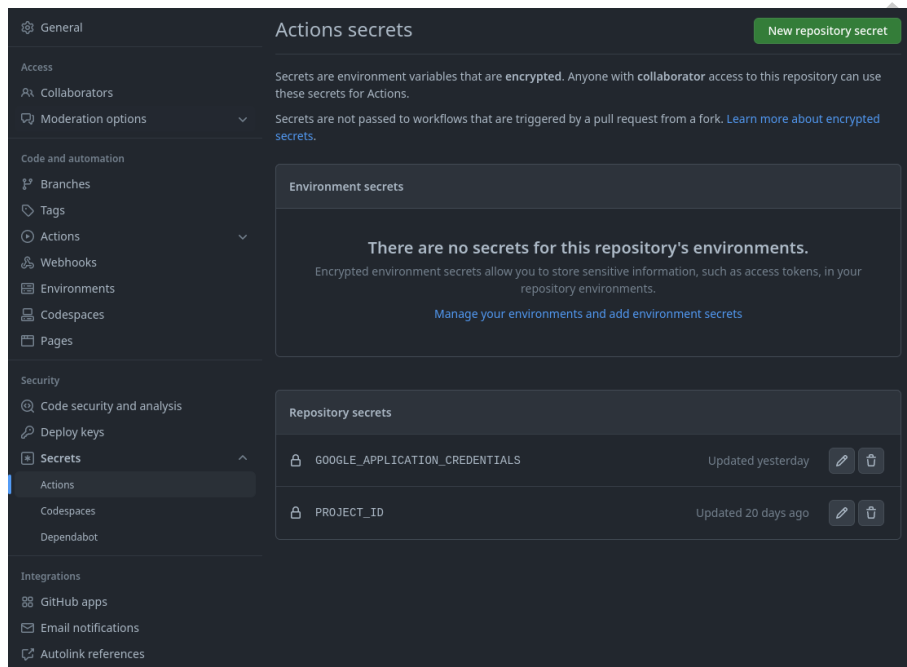 General
Access
Collaborators
Moderation options
Code and automation
Branches
Tags
Actions
Webhooks
Environments
Codespaces
Pages
Security
Code security and analysis
Deploy keys
Secrets
Actions
Codespaces
Dependabot
Integrations
GitHub apps
Email notifications
Autolink references
Actions secrets
New repository secret
Secrets are environment variables that are encrypted. Anyone with collaborator access to this repository can use
these secrets for Actions.
Secrets are not passed to workflows that are triggered by a pull request from a fork. Learn more about encrypted
secrets.
Environment secrets
There are no secrets for this repository's environments.
Encrypted environment secrets allow you to store sensitive information, such as access tokens, in your
repository environments.
Manage your environments and add environment secrets
Repository secrets
GOOGLE_APPLICATION_CREDENTIALS Updated yesterday
PROJECT_ID Updated 20 days ago